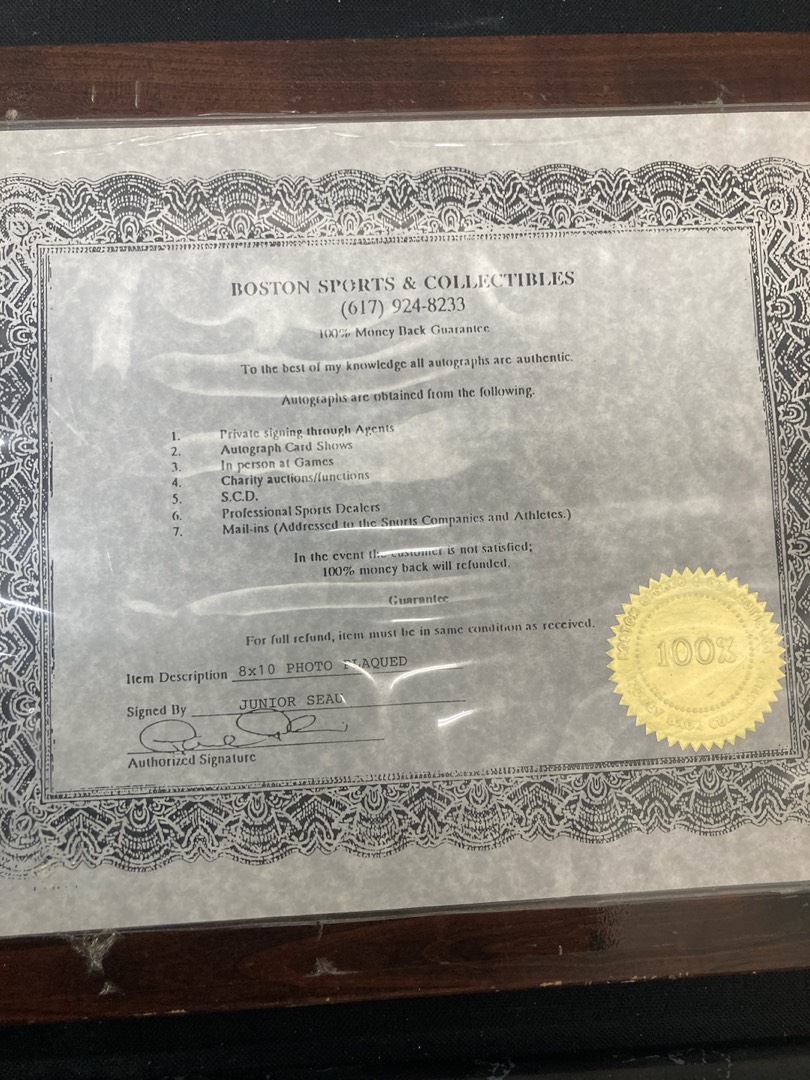 BOSTON SPORTS & COLLECTIBLES
(617) 924-8233
100% Money Back Guarantee
To the best of my knowledge all autographs are authentic.
Autographs are obtained from the following.
1. Private signing through Agents
2. Autograph Card Shows
3. In person at Games
4. Charity auctions/functions
5. S.C.D.
6. Professional Sports Dealers
7. Mail-ins (Addressed to the Sports Companies and Athletes.)
In the event the customer is not satisfied;
100% money back will refunded.
Guarantee
For full refund, item must be in same condition as received.
Item Description 8x10 PHOTO PLAQUED
Signed By JUNIOR SEAU
Authorized Signature
100%